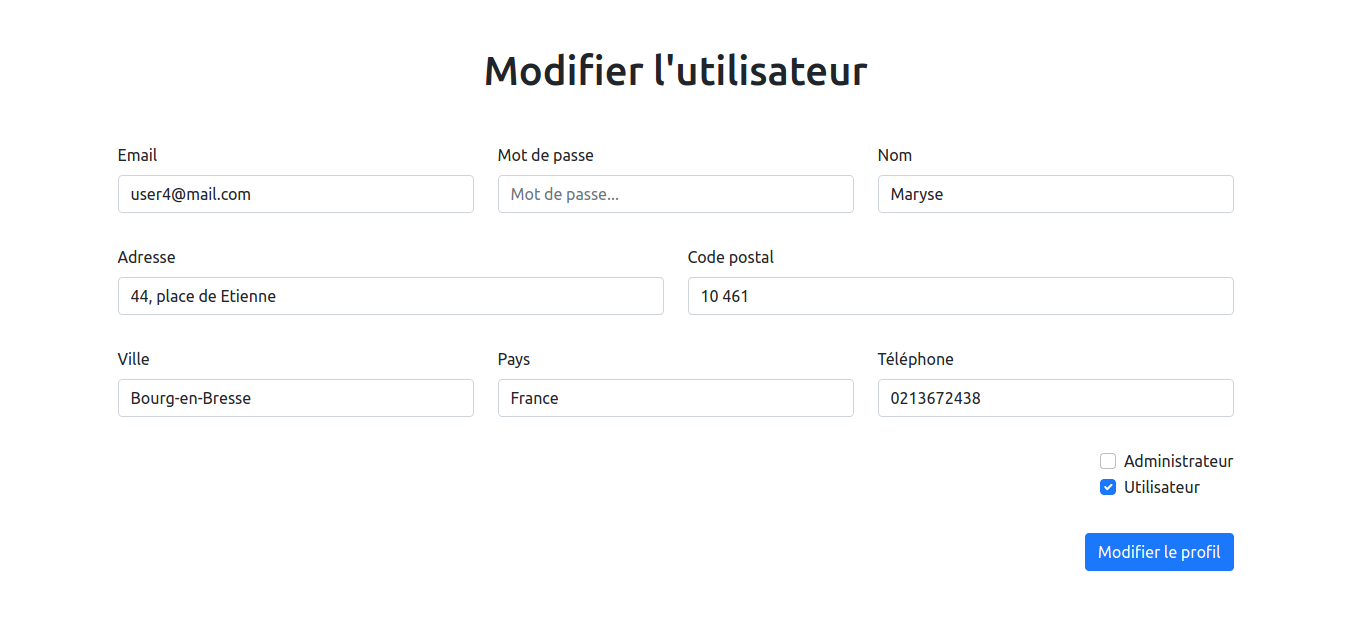 Modifier l'utilisateur
Email Mot de passe Nom
user4@mail.com Mot de passe... Maryse
Adresse Code postal
44, place de Etienne 10 461
Ville Pays Téléphone
Bourg-en-Bresse France 0213672438
Administrateur
Utilisateur
Modifier le profil